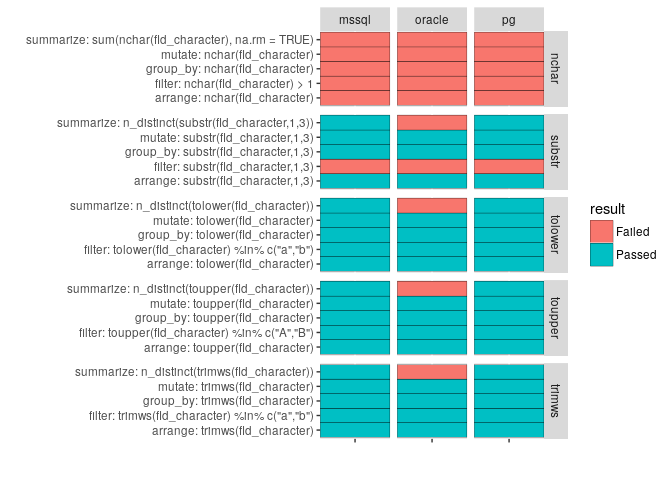 mssql oracle pg
summarize: sum(nchar(fld_character), na.rm = TRUE)
mutate: nchar(fld_character)
group_by: nchar(fld_character)
filter: nchar(fld_character) > 1
arrange: nchar(fld_character)
nchar
summarize: n_distinct(substr(fld_character,1,3))
mutate: substr(fld_character,1,3)
group_by: substr(fld_character,1,3)
filter: substr(fld_character,1,3)
arrange: substr(fld_character,1,3)
substr
summarize: n_distinct(tolower(fld_character))
mutate: tolower(fld_character)
group_by: tolower(fld_character)
filter: tolower(fld_character) %in% c("a","b")
arrange: tolower(fld_character)
tolower
summarize: n_distinct(toupper(fld_character))
mutate: toupper(fld_character)
group_by: toupper(fld_character)
filter: toupper(fld_character) %in% c("A","B")
arrange: toupper(fld_character)
toupper
summarize: n_distinct(trimws(fld_character))
mutate: trimws(fld_character)
group_by: trimws(fld_character)
filter: trimws(fld_character) %in% c("a","b")
arrange: trimws(fld_character)
trimws
result
Failed
Passed